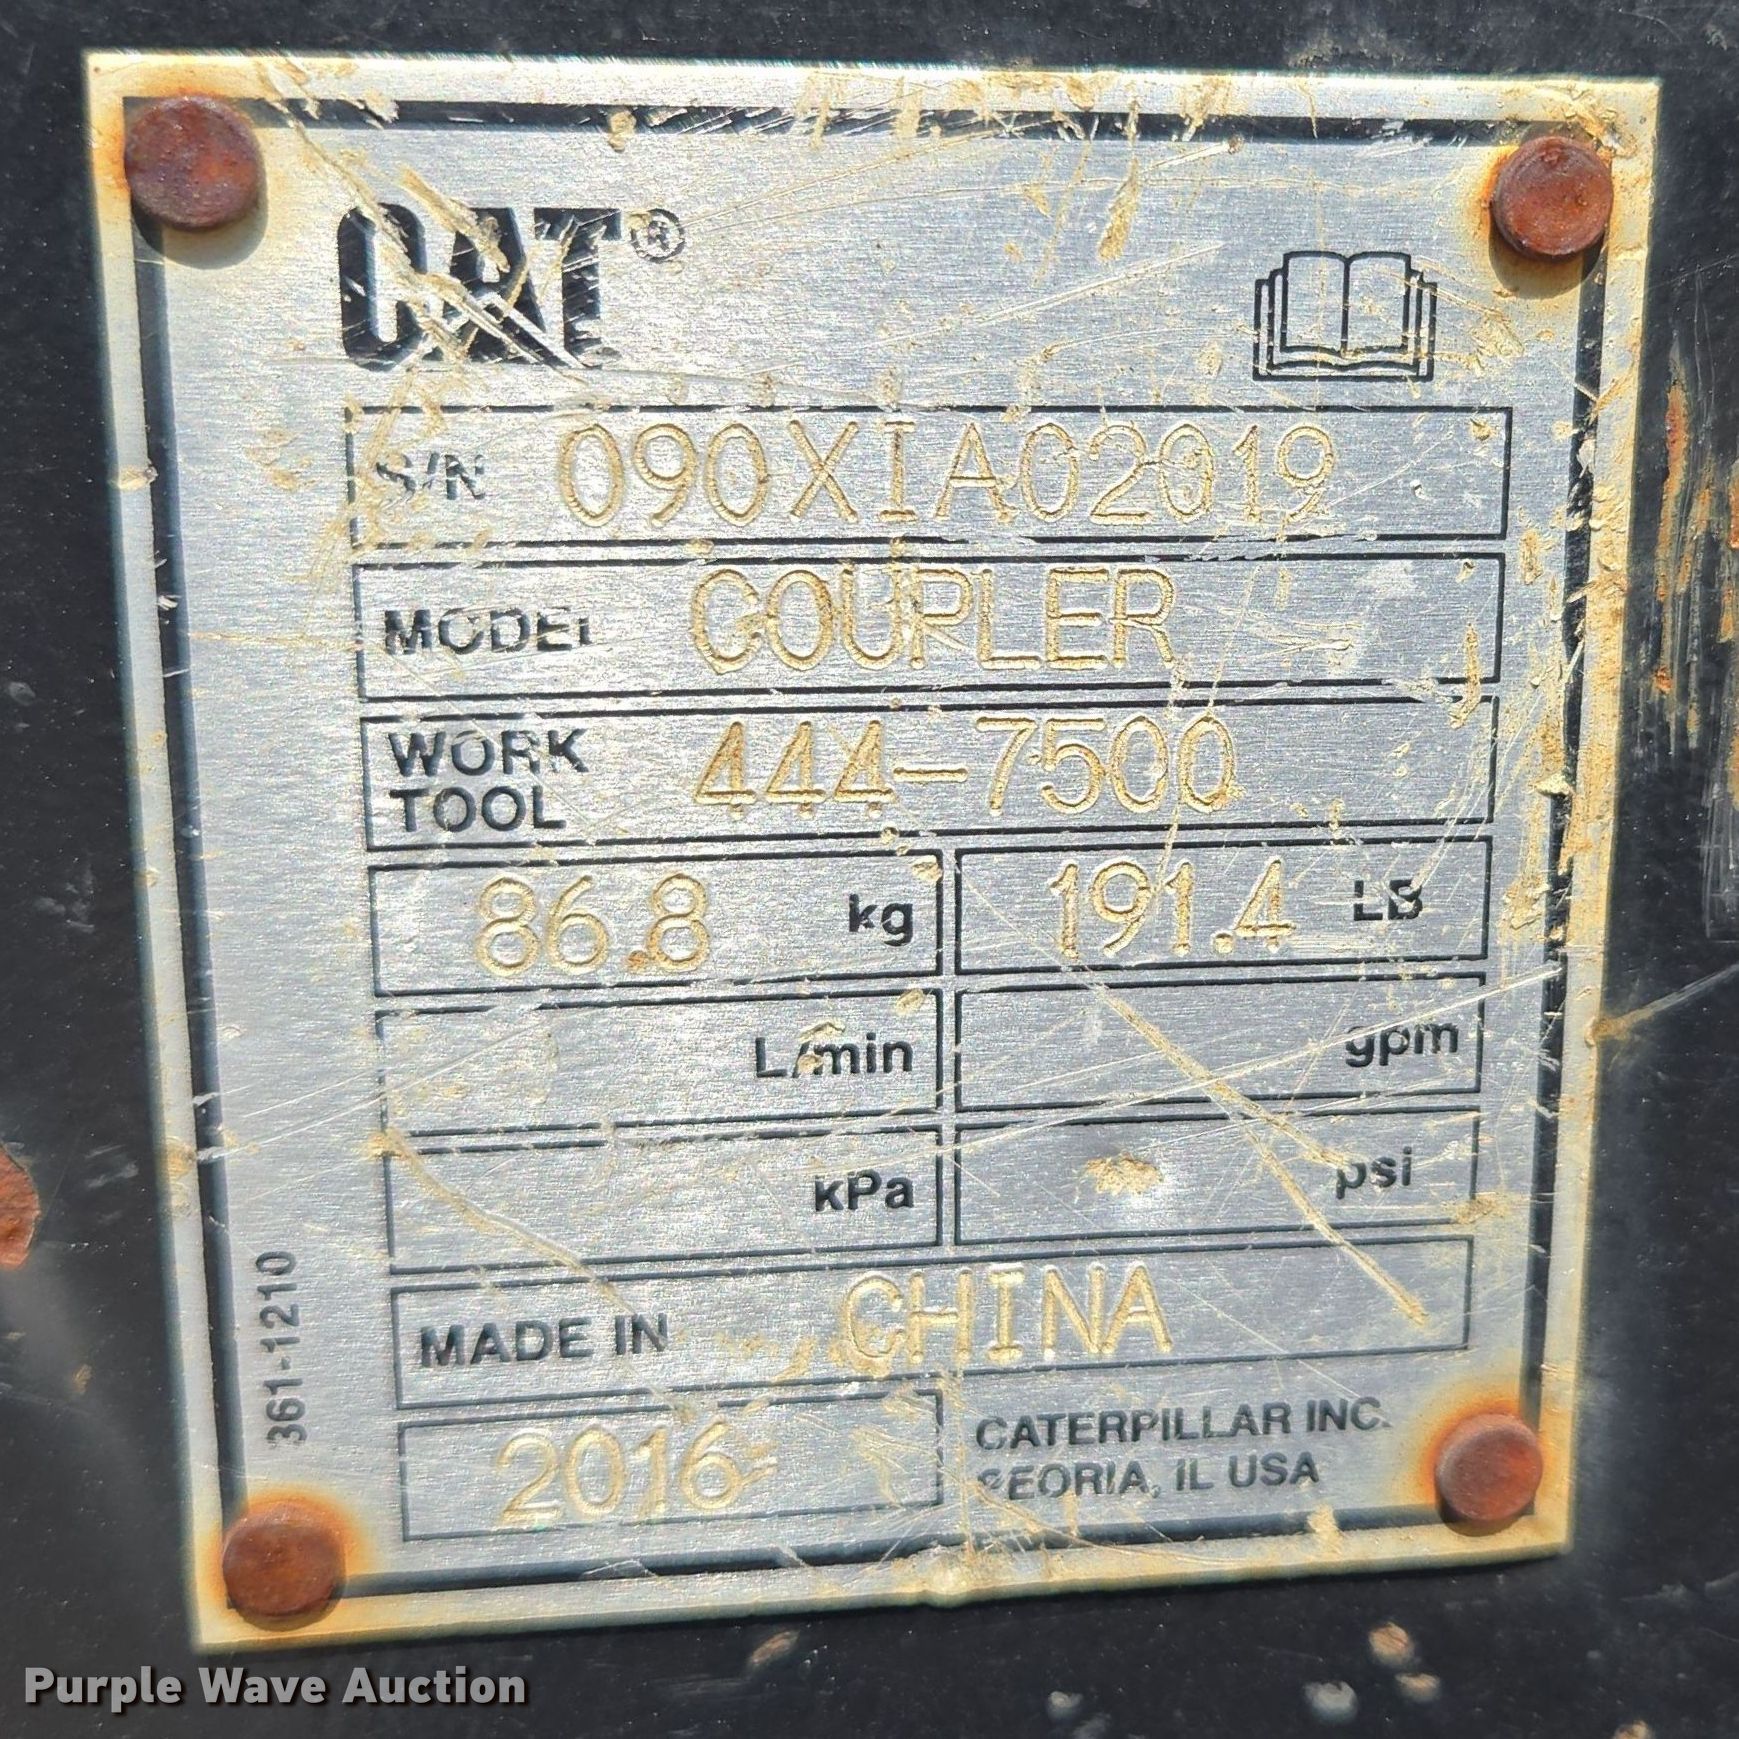 CAT®
S/N 090XIA02019
MODEL COUPLER
WORK TOOL 444-7500
86.8 kg 191.4 LB
L/min gpm
kPa psi
MADE IN CHINA
2016
CATERPILLAR INC.
PEORIA, IL USA
361-1210
Purple Wave Auction